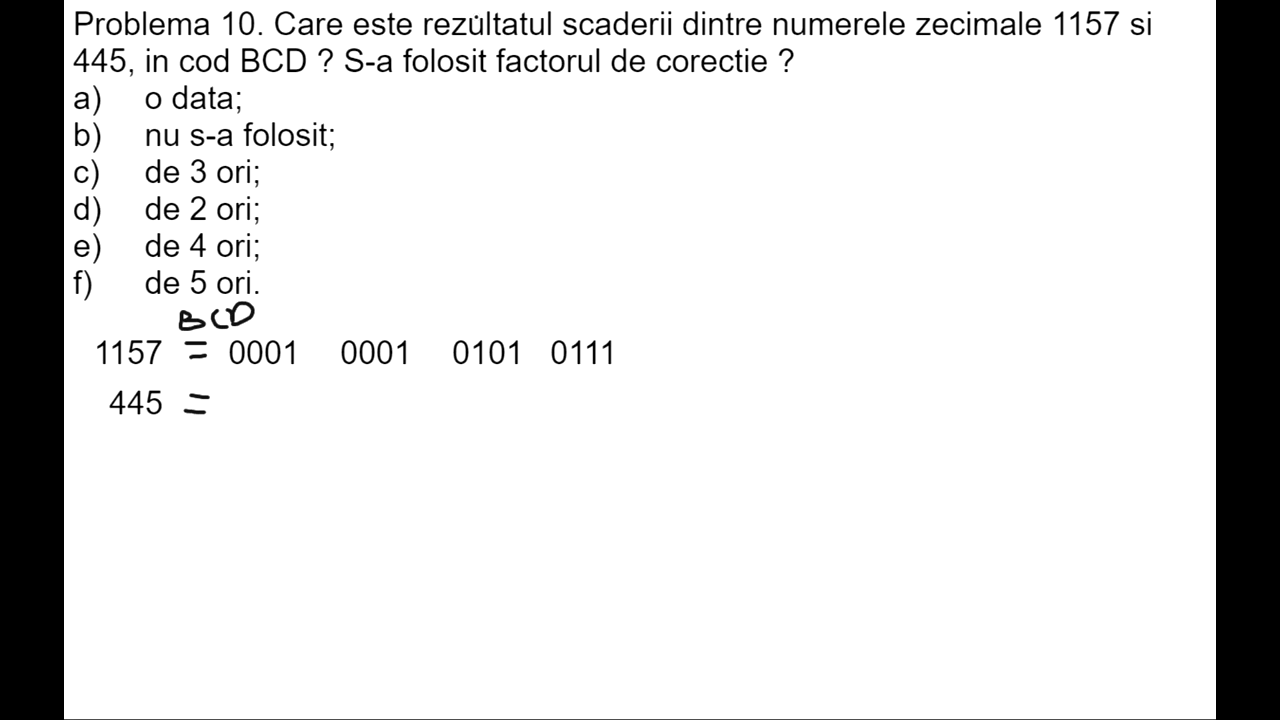 Problema 10. Care este rezultatul scaderii dintre numerele zecimale 1157 si
445, in cod BCD ? S-a folosit factorul de corectie ?
a) o data;
b) nu s-a folosit;
c) de 3 ori;
d) de 2 ori;
e) de 4 ori;
f) de 5 ori.
BCD
1157 = 0001 0001 0101 0111
445 =